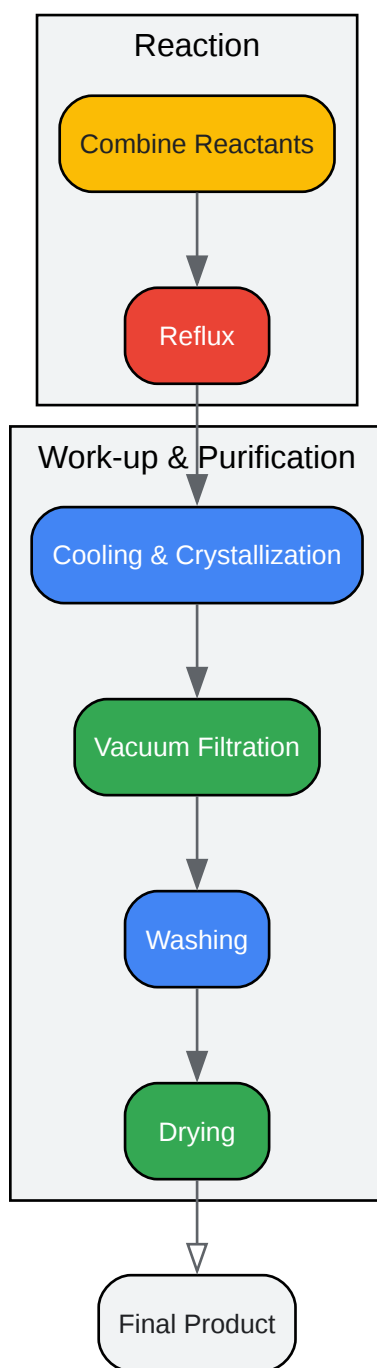 Reaction
Combine Reactants
Reflux
Work-up & Purification
Cooling & Crystallization
Vacuum Filtration
Washing
Drying
Final Product